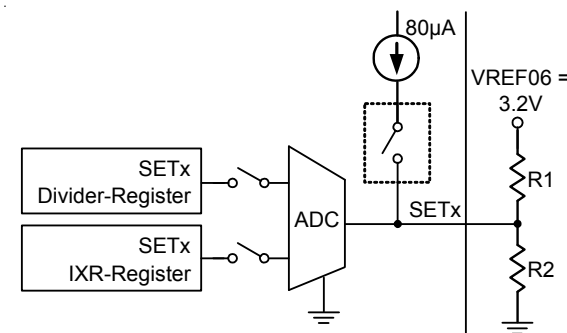 80µA
VREF06 =
3.2V
SETx
Divider-Register
SETx
IXR-Register
ADC
SETx
R1
R2